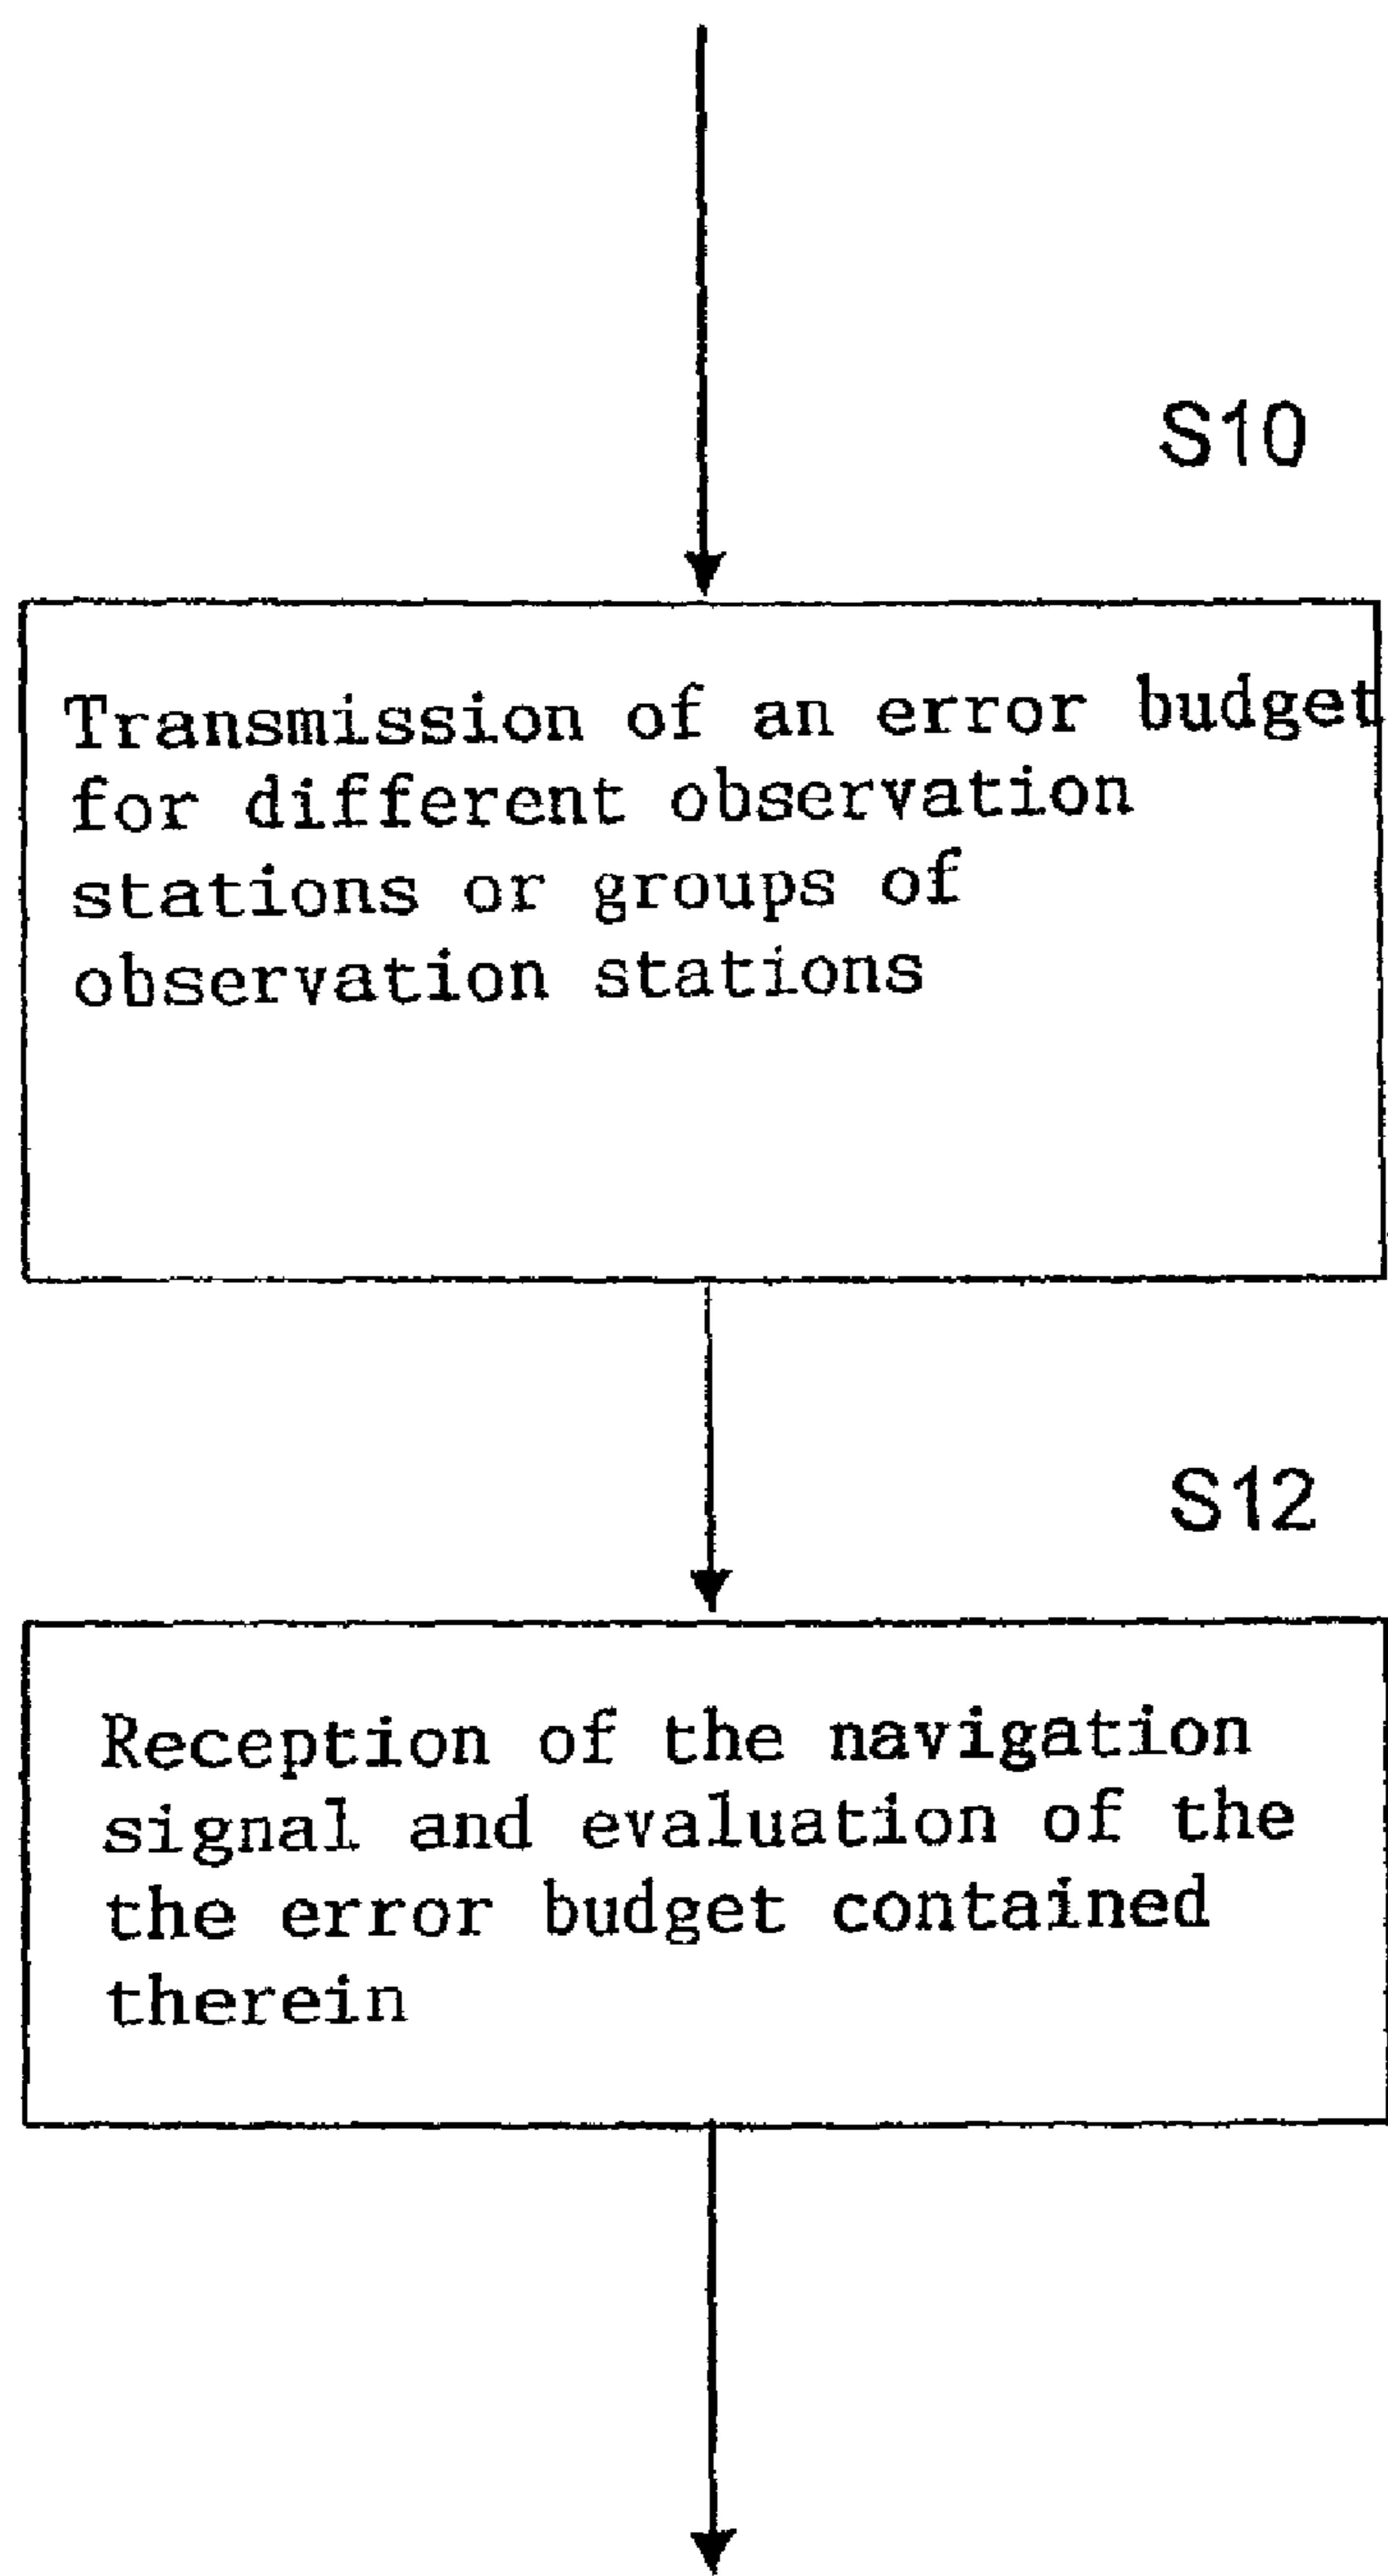 S10
Transmission of an error budget
for different observation
stations or groups of
observation stations
S12
Reception of the navigation
signal and evaluation of the
the error budget contained
therein